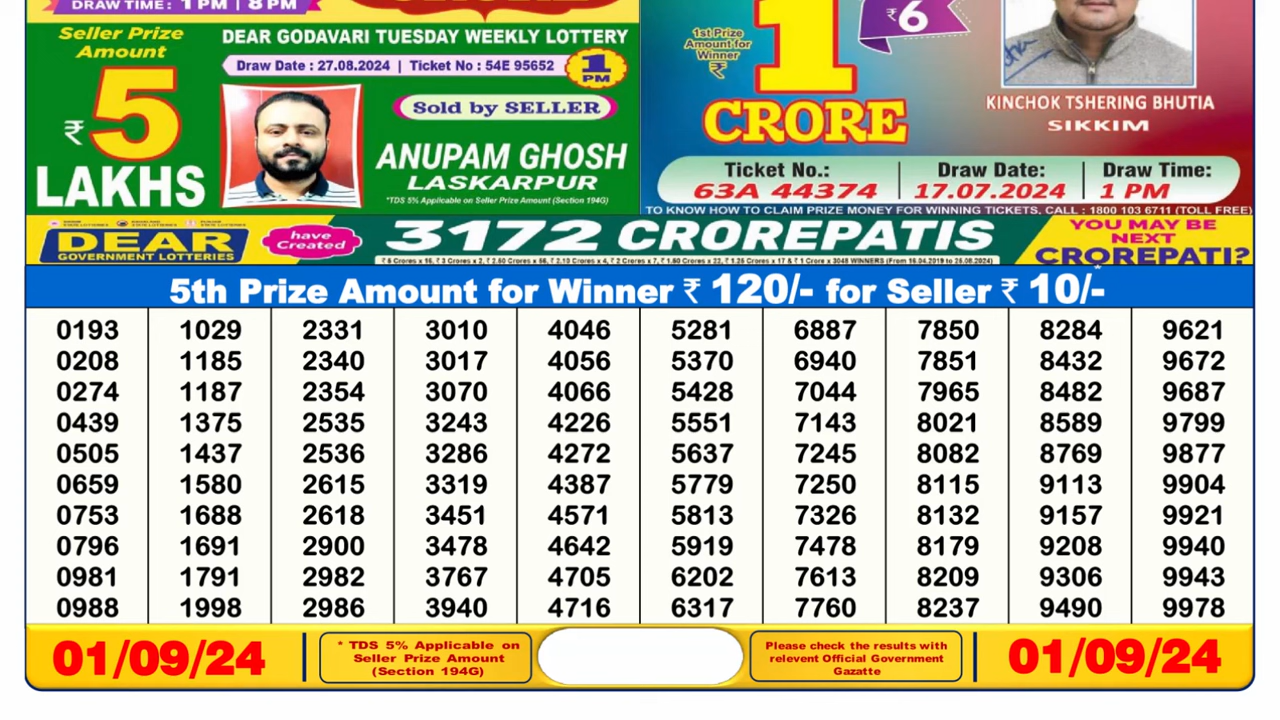 DRAW TIME : 1 PM | 8 PM
Seller Prize
Amount
₹ 5
LAKHS
DEAR GODAVARI TUESDAY WEEKLY LOTTERY
Draw Date : 27.08.2024 | Ticket No : 54E 95652
1
PM
Sold by SELLER
ANUPAM GHOSH
LASKARPUR
*TDS 5% Applicable on Seller Prize Amount (Section 194G)
1st Prize
Amount for
Winner
₹
1
CRORE
₹6
KINCHOK TSHERING BHUTIA
SIKKIM
Ticket No.: Draw Date: Draw Time:
63A 44374 17.07.2024 1 PM
TO KNOW HOW TO CLAIM PRIZE MONEY FOR WINNING TICKETS, CALL : 1800 103 6711 (TOLL FREE)
DEAR
GOVERNMENT LOTTERIES
have
Created
3172 CROREPATIS
YOU MAY BE
NEXT
CROREPATI?
5th Prize Amount for Winner ₹ 120/- for Seller ₹ 10/-*
0193 1029 2331 3010 4046 5281 6887 7850 8284 9621
0208 1185 2340 3017 4056 5370 6940 7851 8432 9672
0274 1187 2354 3070 4066 5428 7044 7965 8482 9687
0439 1375 2535 3243 4226 5551 7143 8021 8589 9799
0505 1437 2536 3286 4272 5637 7245 8082 8769 9877
0659 1580 2615 3319 4387 5779 7250 8115 9113 9904
0753 1688 2618 3451 4571 5813 7326 8132 9157 9921
0796 1691 2900 3478 4642 5919 7478 8179 9208 9940
0981 1791 2982 3767 4705 6202 7613 8209 9306 9943
0988 1998 2986 3940 4716 6317 7760 8237 9490 9978
01/09/24
* TDS 5% Applicable on
Seller Prize Amount
(Section 194G)
Please check the results with
relevent Official Government
Gazatte
01/09/24